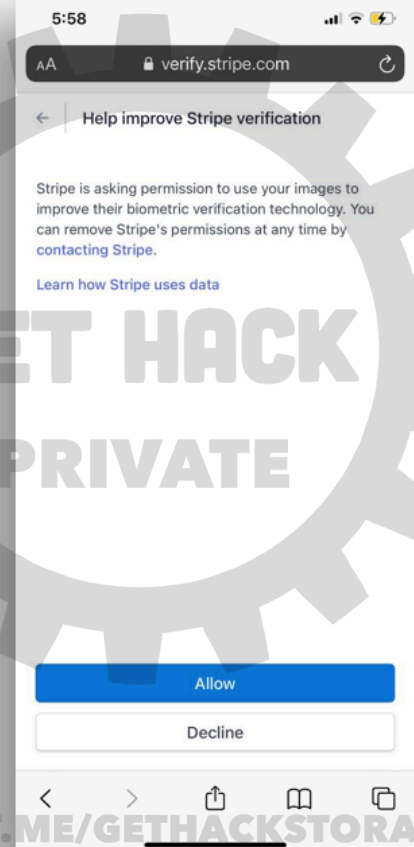 5:58
AA verify.stripe.com
Help improve Stripe verification
Stripe is asking permission to use your images to
improve their biometric verification technology. You
can remove Stripe's permissions at any time by
contacting Stripe.
Learn how Stripe uses data
ET HACK
PRIVATE
Allow
Decline
.ME/GETHACKSTORA